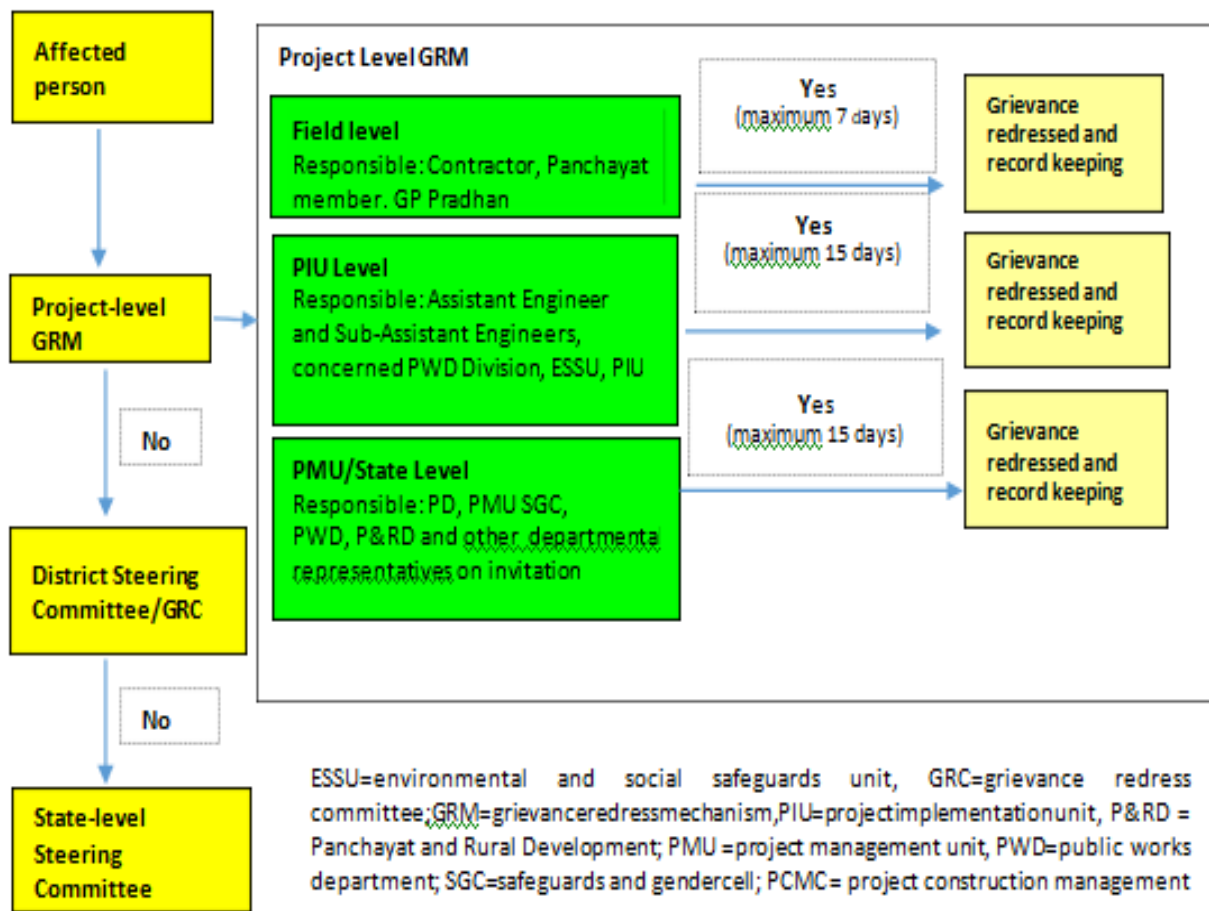 Affected
person
Project-level
GRM
No
District Steering
Committee/GRC
No
State-level
Steering
Committee
Project Level GRM
Field level
Responsible: Contractor, Panchayat
member. GP Pradhan
Yes
(maximum 7 days)
Grievance
redressed and
record keeping
PIU Level
Responsible: Assistant Engineer
and Sub-Assistant Engineers,
concerned PWD Division, ESSU, PIU
Yes
(maximum 15 days)
Grievance
redressed and
record keeping
PMU/State Level
Responsible: PD, PMU SGC,
PWD, P&RD and other departmental
representatives on invitation
Yes
(maximum 15 days)
Grievance
redressed and
record keeping
ESSU=environmental and social safeguards unit, GRC=grievance redress
committee;GRM=grievanceredressmechanism,PIU=projectimplementationunit, P&RD =
Panchayat and Rural Development; PMU =project management unit, PWD=public works
department; SGC=safeguards and gendercell; PCMC= project construction management